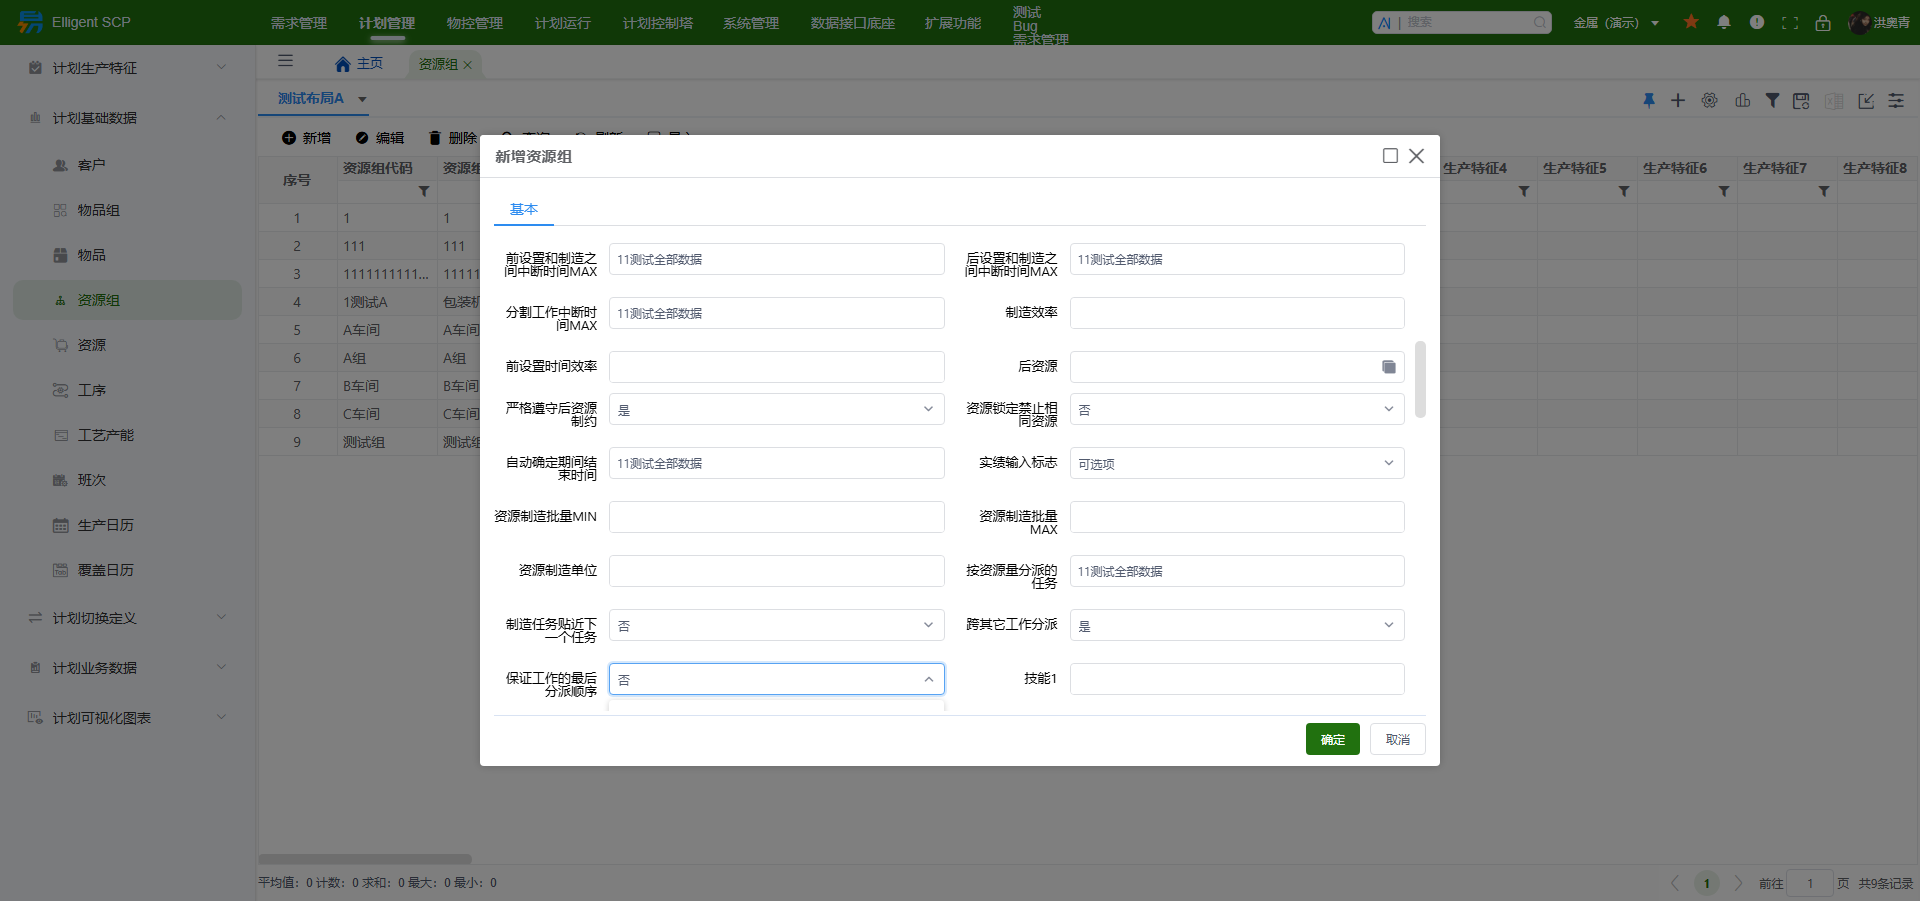 Elligent SCP
需求管理
计划管理
物控管理
计划运行
计划控制塔
系统管理
数据接口底座
扩展功能
测试
Bug
需求管理
搜索
金属（演示）
洪奥青
计划生产特征
计划基础数据
客户
物品组
物品
资源组
资源
工序
工艺产能
班次
生产日历
覆盖日历
计划切换定义
计划业务数据
计划可视化图表
主页
资源组
测试布局A
新增
编辑
删除
序号
资源组代码
生产特征4
生产特征5
生产特征6
生产特征7
生产特征8
1 1 1
2 111 111
3 1111111111... 11111
4 1测试A 包装机
5 A车间 A车间
6 A组 A组
7 B车间 B车间
8 C车间 C车间
9 测试组 测试组
新增资源组
基本
前设置和制造之
间中断时间MAX
11测试全部数据
后设置和制造之
间中断时间MAX
11测试全部数据
分割工作中断时
间MAX
11测试全部数据
制造效率
前设置时间效率
后资源
严格遵守后资源
制约
是
资源锁定禁止相
同资源
否
自动确定期间结
束时间
11测试全部数据
实绩输入标志
可选项
资源制造批量MIN
资源制造批量
MAX
资源制造单位
按资源量分派的
任务
11测试全部数据
制造任务贴近下
一个任务
否
跨其它工作分派
是
保证工作的最后
分派顺序
否
技能1
确定
取消
平均值：0 计数：0 求和：0 最大：0 最小：0
1
前往 1 页 共9条记录